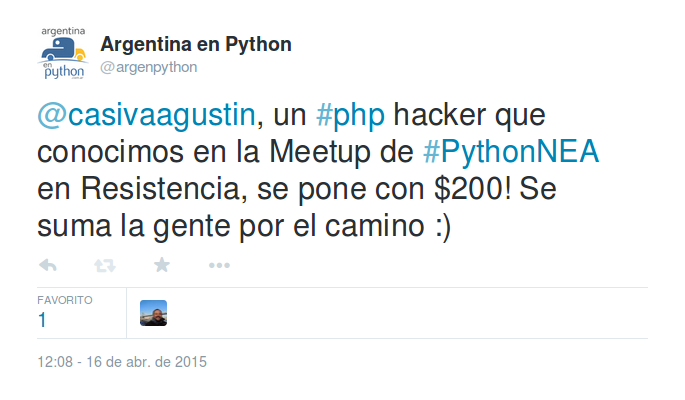 argentina
en
python
Argentina en Python
@argenpython
@casivaagustin, un #php hacker que
conocimos en la Meetup de #PythonNEA
en Resistencia, se pone con $200! Se
suma la gente por el camino :)
FAVORITO
1
12:08 - 16 de abr. de 2015